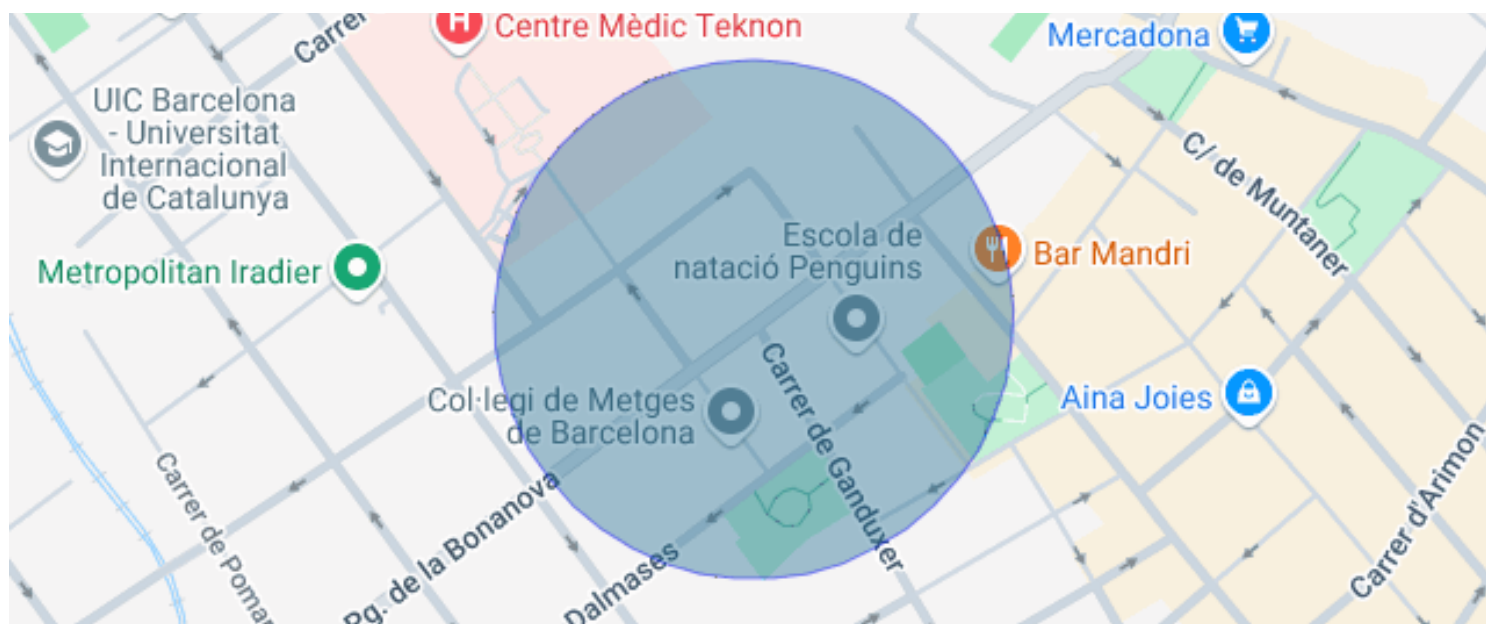 Carrer
Centre Mèdic Teknon
Mercadona
UIC Barcelona
- Universitat
Internacional
de Catalunya
C/ de Muntaner
Escola de
natació Penguins
Bar Mandri
Metropolitan Iradier
Carrer de Ganduxer
Col·legi de Metges
de Barcelona
Aina Joies
Carrer d'Arimon
Carrer de Pomar
Pg. de la Bonanova
Dalmases